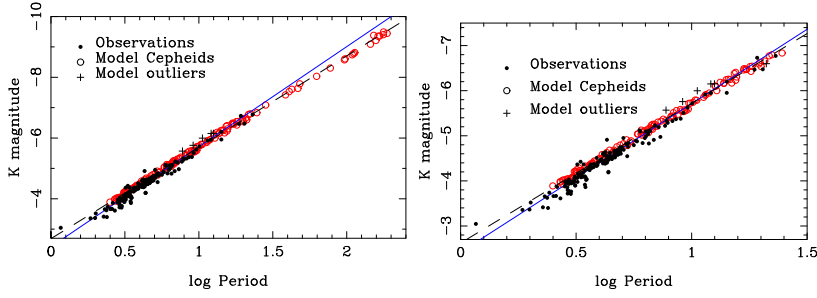 −10
−8
−6
−4
K magnitude
Observations
Model Cepheids
Model outliers
0 0.5 1 1.5 2
log Period
−7
−6
−5
−4
−3
K magnitude
Observations
Model Cepheids
Model outliers
0 0.5 1 1.5
log Period